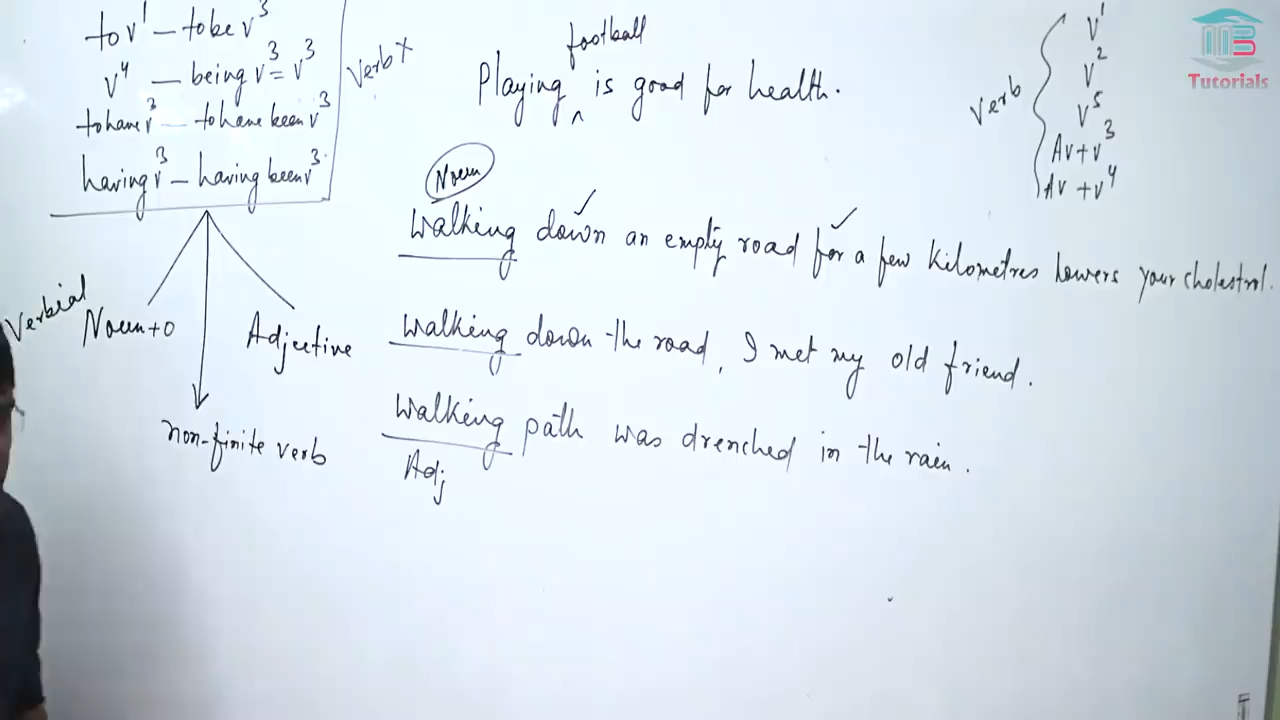 to v¹ – to be v³
v⁴ – being v³ = v³
to have v³ – to have been v³
having v³ – having been v³
Verb X
Verbial
Noun + O
Adjective
non-finite verb
football
Playing ^ is good for health.
Noun
Walking down an empty road for a few kilometres lowers your cholestrol.
Walking down the road, I met my old friend.
Walking path was drenched in the rain.
Adj
Verb
v¹
v²
v⁵
Av + v³
Av + v⁴
Tutorials